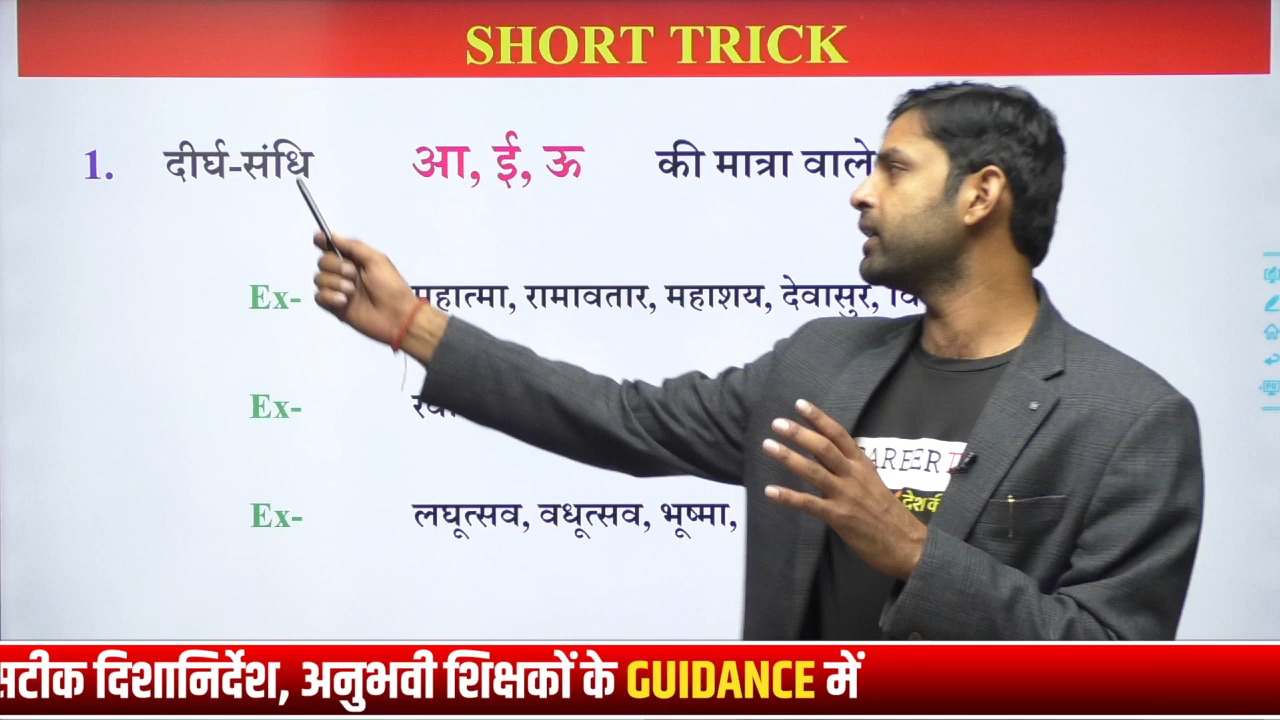 SHORT TRICK
1. दीर्घ-संधि आ, ई, ऊ की मात्रा वाले
Ex- महात्मा, रामावतार, महाशय, देवासुर,
Ex-
Ex- लघूत्सव, वधूत्सव, भूष्मा,
CAREER
सटीक दिशानिर्देश, अनुभवी शिक्षकों के GUIDANCE में